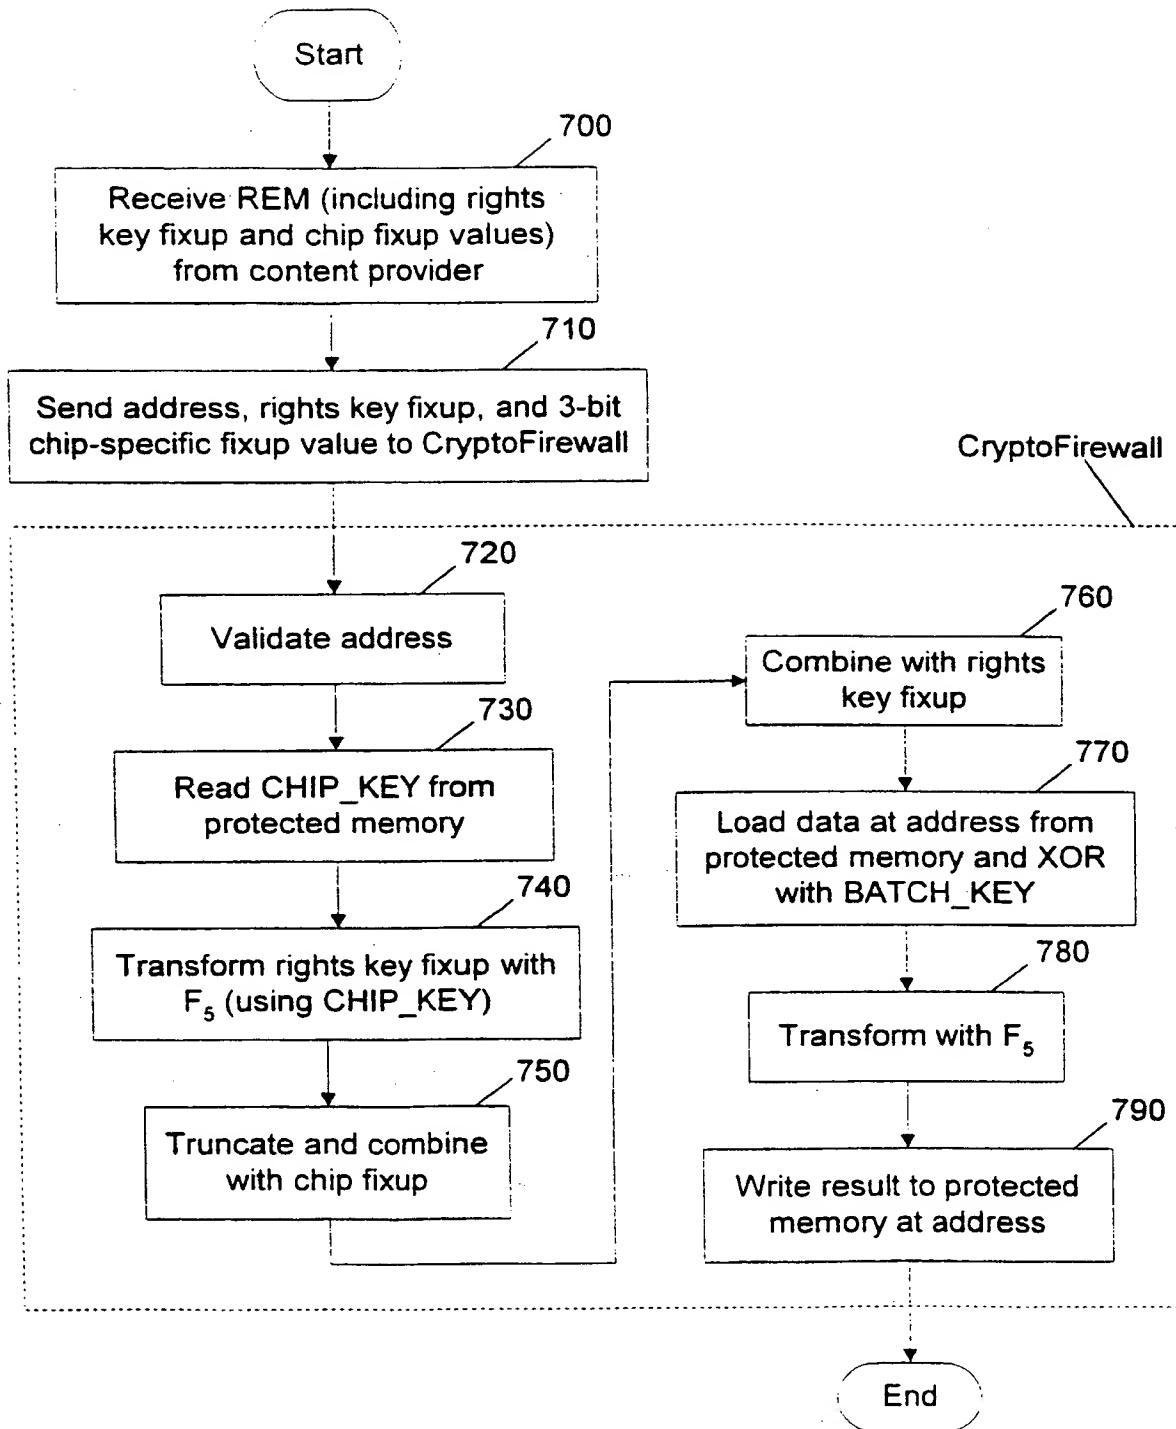 Start
700
Receive REM (including rights
key fixup and chip fixup values)
from content provider
710
Send address, rights key fixup, and 3-bit
chip-specific fixup value to CryptoFirewall
CryptoFirewall
720
Validate address
730
Read CHIP_KEY from
protected memory
740
Transform rights key fixup with
F5 (using CHIP_KEY)
750
Truncate and combine
with chip fixup
760
Combine with rights
key fixup
770
Load data at address from
protected memory and XOR
with BATCH_KEY
780
Transform with F5
790
Write result to protected
memory at address
End